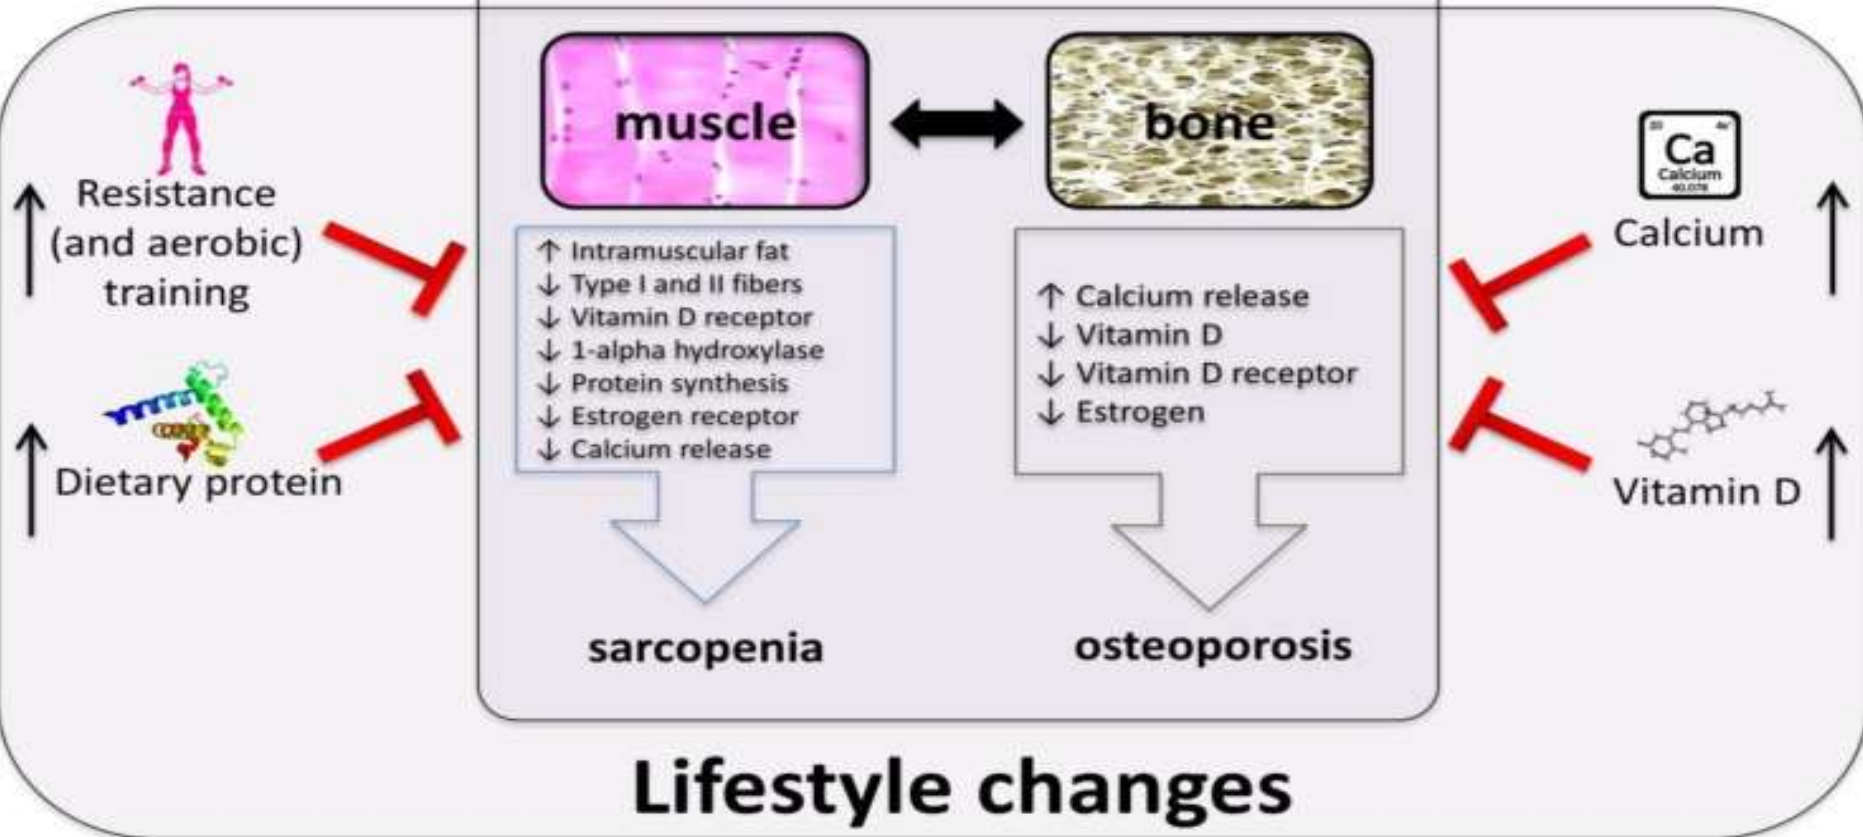 muscle
bone
Resistance
(and aerobic)
training
Dietary protein
↑ Intramuscular fat
↓ Type I and II fibers
↓ Vitamin D receptor
↓ 1-alpha hydroxylase
↓ Protein synthesis
↓ Estrogen receptor
↓ Calcium release
↑ Calcium release
↓ Vitamin D
↓ Vitamin D receptor
↓ Estrogen
Ca
Calcium
40.078
Calcium
Vitamin D
sarcopenia
osteoporosis
Lifestyle changes